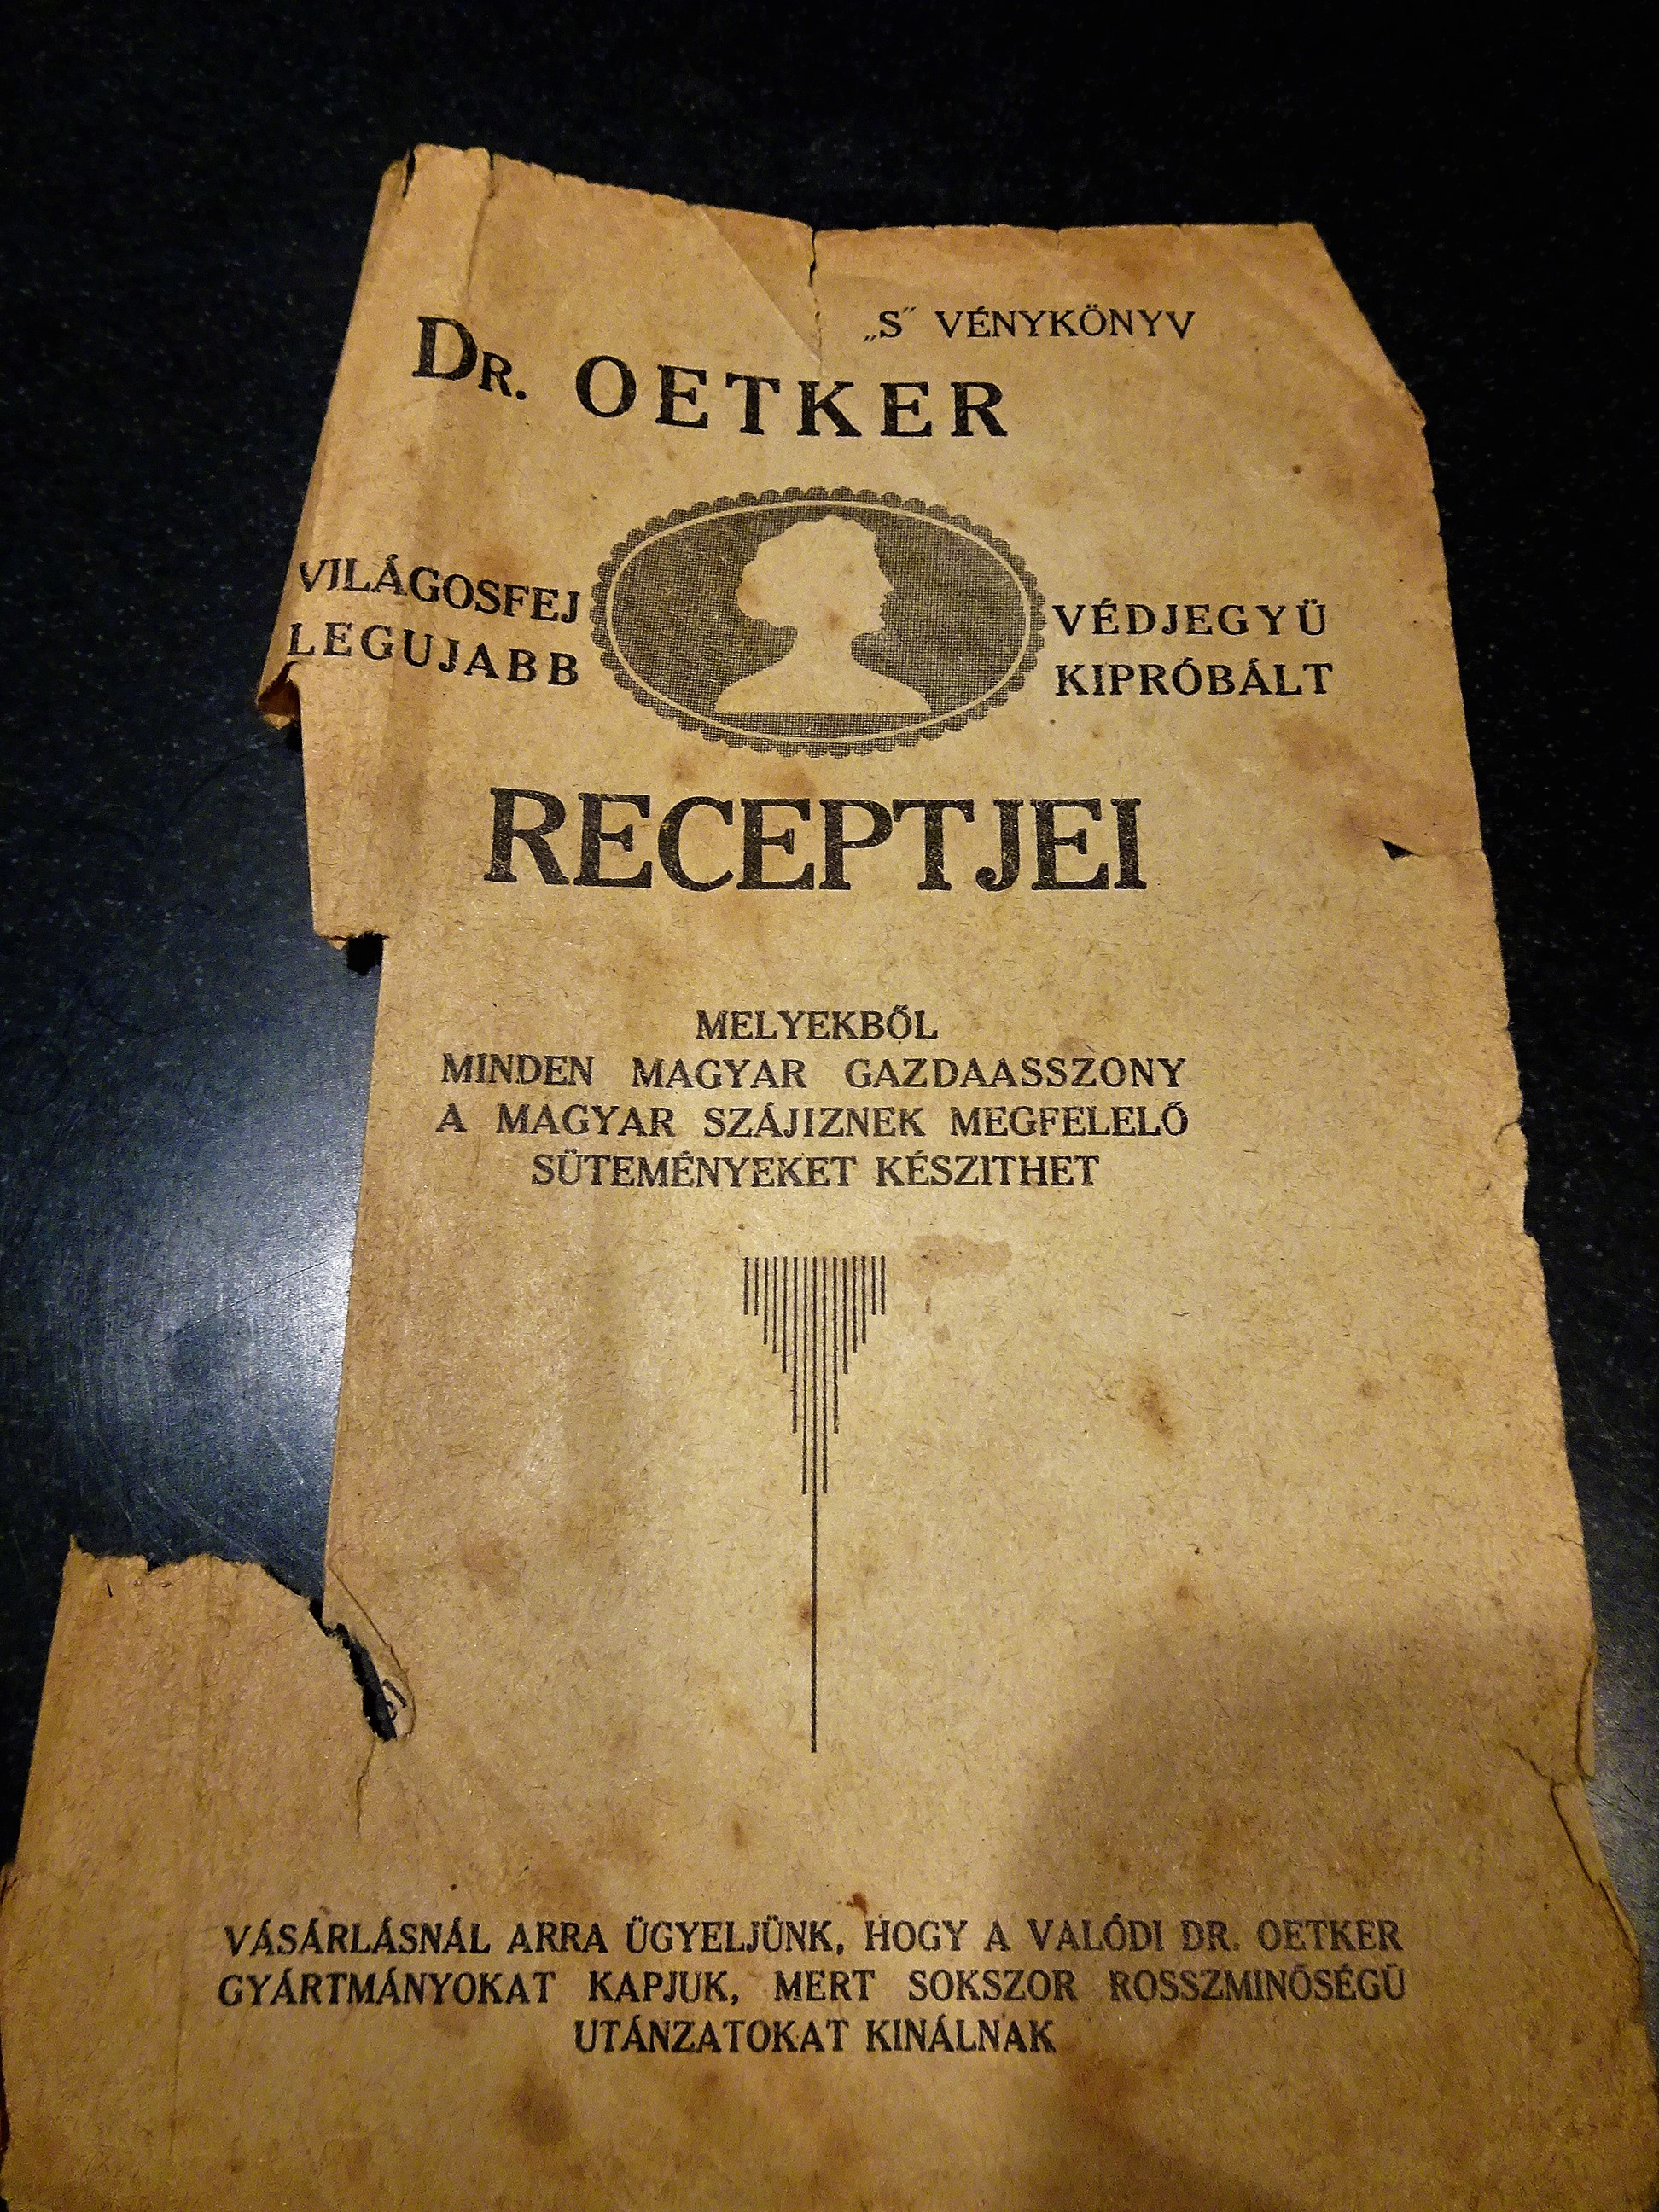 „S” VÉNYKÖNYV
DR. OETKER
VILÁGOSFEJ VÉDJEGYÜ
LEGUJABB KIPRÓBÁLT
RECEPTJEI
MELYEKBŐL
MINDEN MAGYAR GAZDAASSZONY
A MAGYAR SZÁJIZNEK MEGFELELŐ
SÜTEMÉNYEKET KÉSZITHET
VÁSÁRLÁSNÁL ARRA ÜGYELJÜNK, HOGY A VALÓDI DR. OETKER
GYÁRTMÁNYOKAT KAPJUK, MERT SOKSZOR ROSSZMINŐSÉGÜ
UTÁNZATOKAT KINÁLNAK